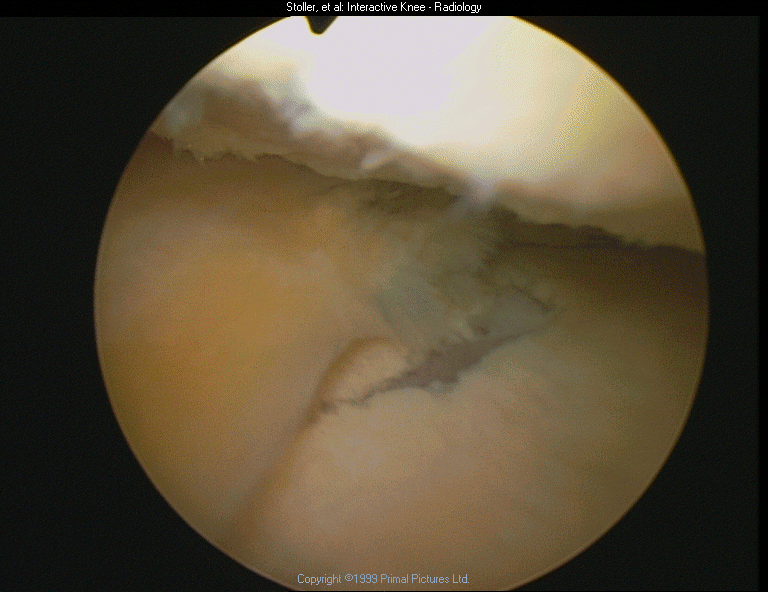 Stoller, et al: Interactive Knee - Radiology
Copyright ©1999 Primal Pictures Ltd.